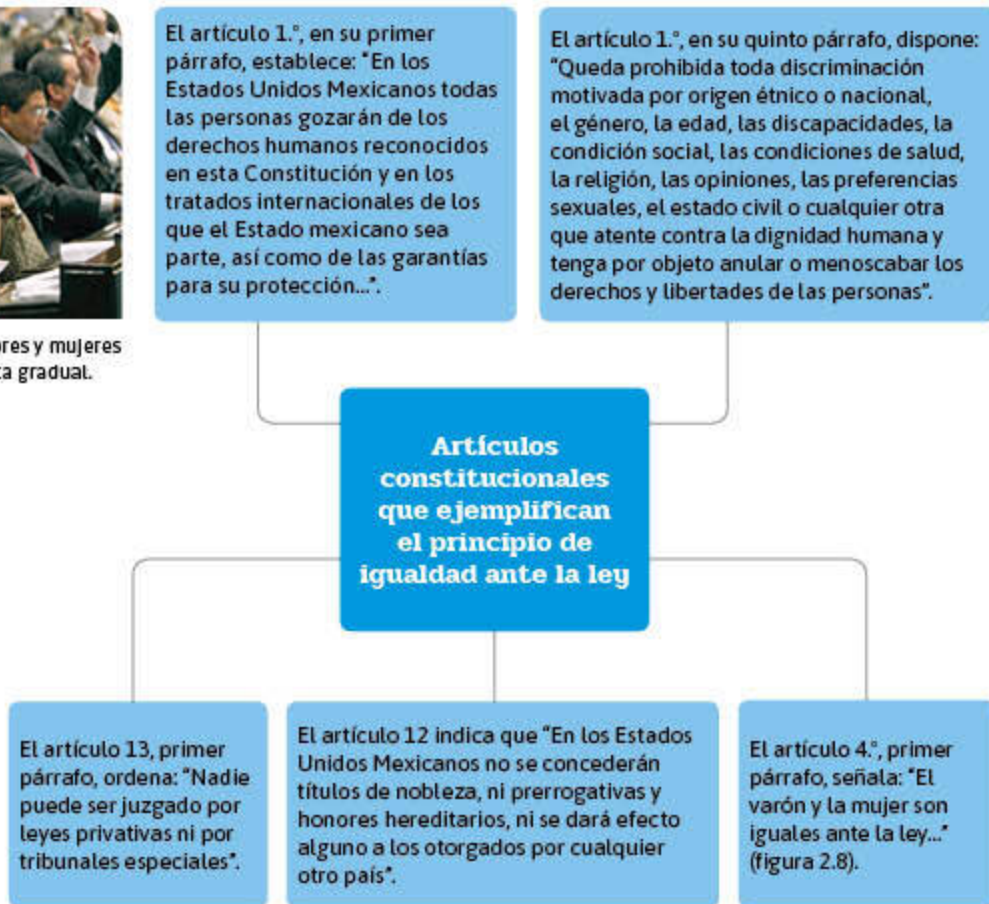 El artículo 1.°, en su primer
párrafo, establece: “En los
Estados Unidos Mexicanos todas
las personas gozarán de los
derechos humanos reconocidos
en esta Constitución y en los
tratados internacionales de los
que el Estado mexicano sea
parte, así como de las garantías
para su protección...”.
El artículo 1.°, en su quinto párrafo, dispone:
“Queda prohibida toda discriminación
motivada por origen étnico o nacional,
el género, la edad, las discapacidades, la
condición social, las condiciones de salud,
la religión, las opiniones, las preferencias
sexuales, el estado civil o cualquier otra
que atente contra la dignidad humana y
tenga por objeto anular o menoscabar los
derechos y libertades de las personas”.
y mujeres
gradual.
Artículos
constitucionales
que ejemplifican
el principio de
igualdad ante la ley
El artículo 13, primer
párrafo, ordena: “Nadie
puede ser juzgado por
leyes privativas ni por
tribunales especiales”.
El artículo 12 indica que “En los Estados
Unidos Mexicanos no se concederán
títulos de nobleza, ni prerrogativas y
honores hereditarios, ni se dará efecto
alguno a los otorgados por cualquier
otro país”.
El artículo 4.°, primer
párrafo, señala: “El
varón y la mujer son
iguales ante la ley...”
(figura 2.8).